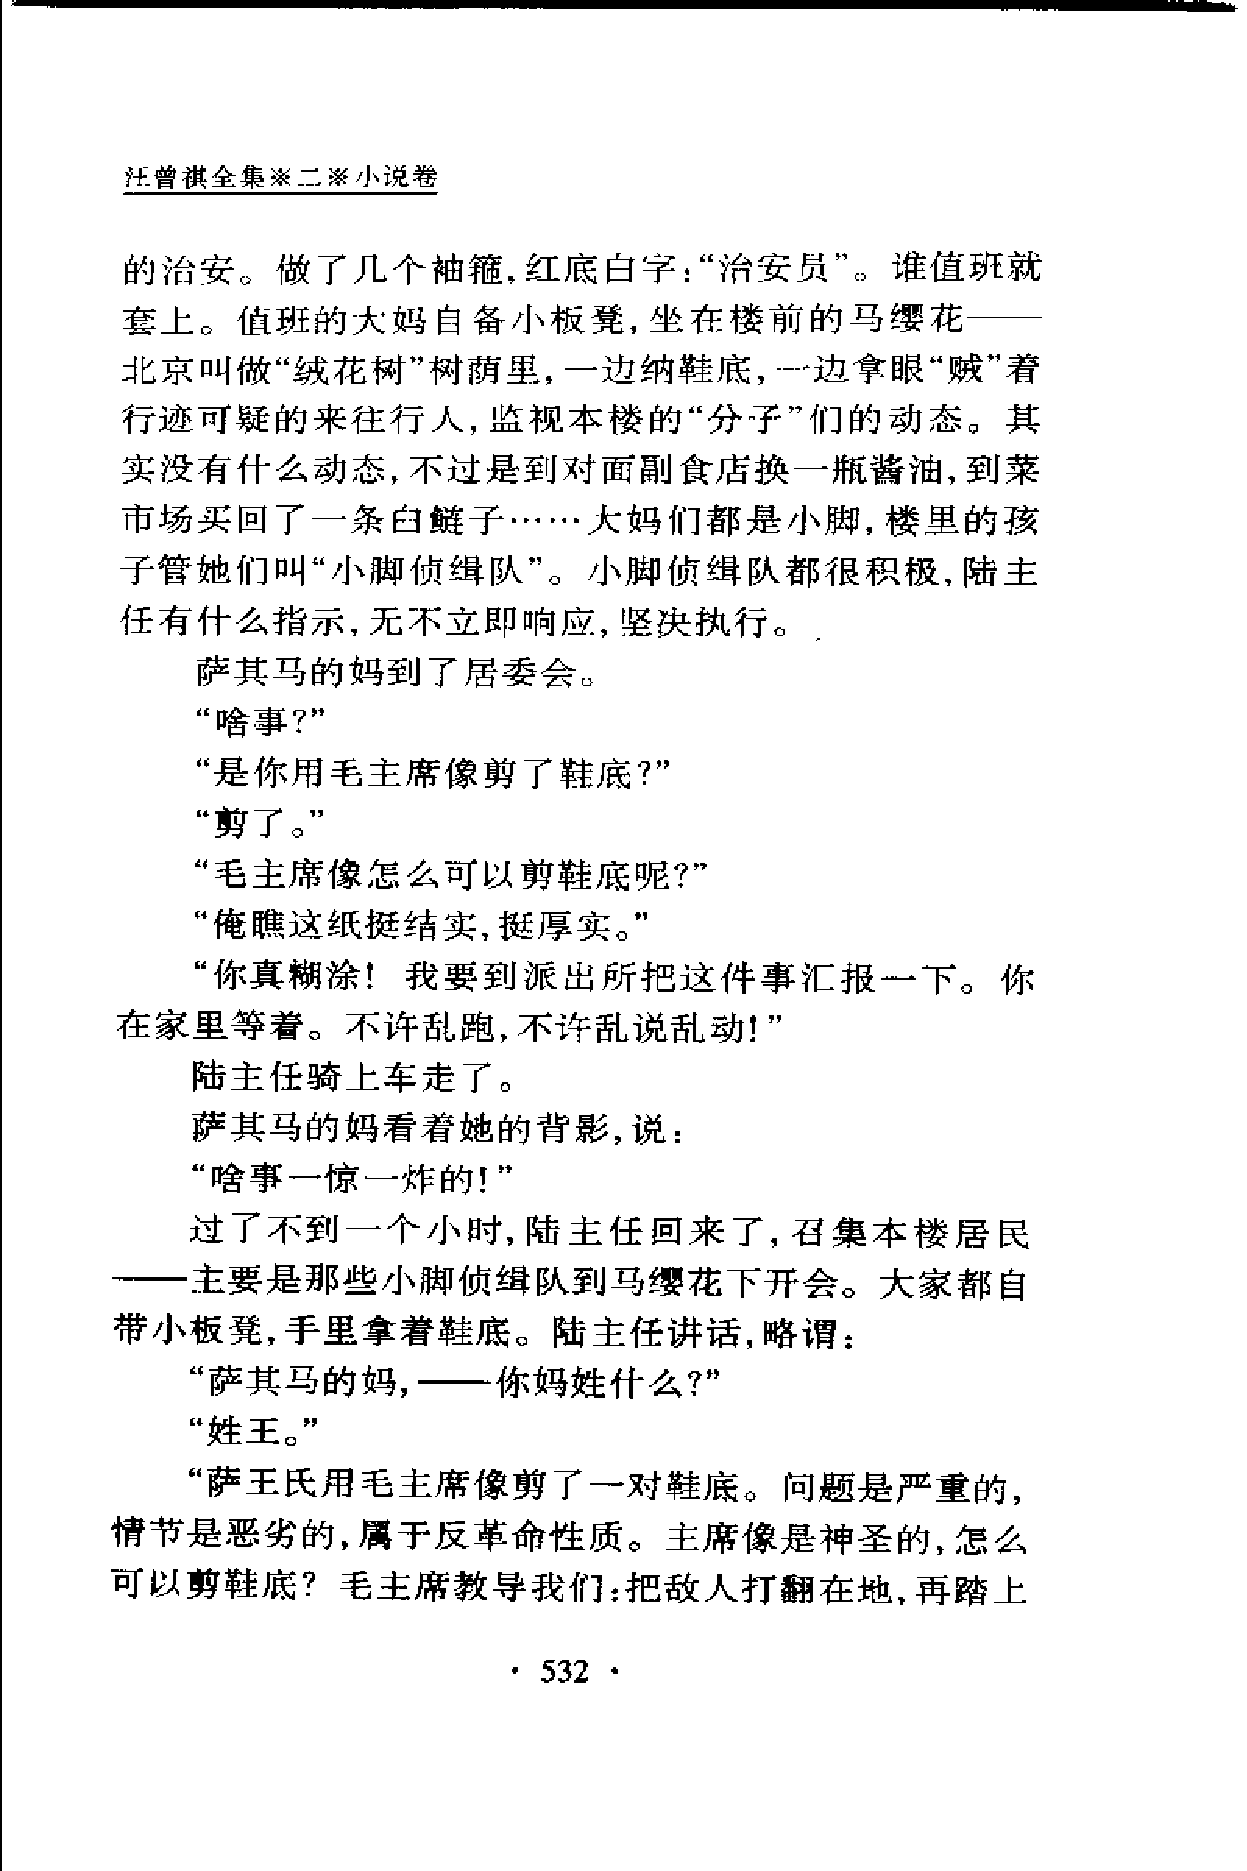 汪曾祺全集※二※小说卷
的治安。做了几个袖箍,红底白字:“治安员”。谁值班就
套上。值班的大妈自备小板凳,坐在楼前的马缨花——
北京叫做“绒花树”树荫里,一边纳鞋底,一边拿眼“贼”着
行迹可疑的来往行人,监视本楼的“分子”们的动态。其
实没有什么动态,不过是到对面副食店换一瓶酱油,到菜
市场买回了一条白鲢子……大妈们都是小脚,楼里的孩
子管她们叫“小脚侦缉队”。小脚侦缉队都很积极,陆主
任有什么指示,无不立即响应,坚决执行。
萨其马的妈到了居委会。
“啥事?”
“是你用毛主席像剪了鞋底?”
“剪了。”
“毛主席像怎么可以剪鞋底呢?”
“俺瞧这纸挺结实,挺厚实。”
“你真糊涂! 我要到派出所把这件事汇报一下。你
在家里等着。不许乱跑,不许乱说乱动!”
陆主任骑上车走了。
萨其马的妈看着她的背影,说:
“啥事一惊一炸的!”
过了不到一个小时,陆主任回来了,召集本楼居民
——主要是那些小脚侦缉队到马缨花下开会。大家都自
带小板凳,手里拿着鞋底。陆主任讲话,略谓:
“萨其马的妈,——你妈姓什么?”
“姓王。”
“萨王氏用毛主席像剪了一对鞋底。问题是严重的,
情节是恶劣的,属于反革命性质。主席像是神圣的,怎么
可以剪鞋底? 毛主席教导我们:把敌人打翻在地,再踏上
· 532 ·